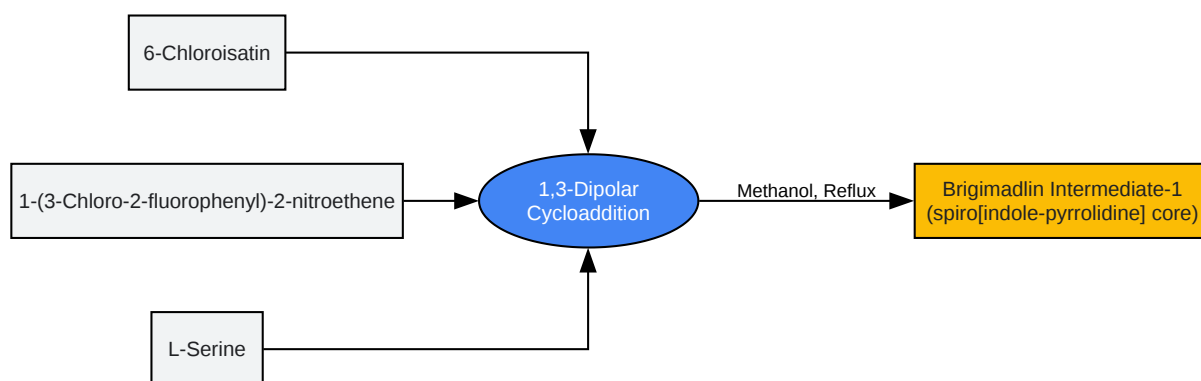 6-Chloroisatin
1-(3-Chloro-2-fluorophenyl)-2-nitroethene
L-Serine
1,3-Dipolar
Cycloaddition
Methanol, Reflux
Brigimadlin Intermediate-1
(spiro[indole-pyrrolidine] core)